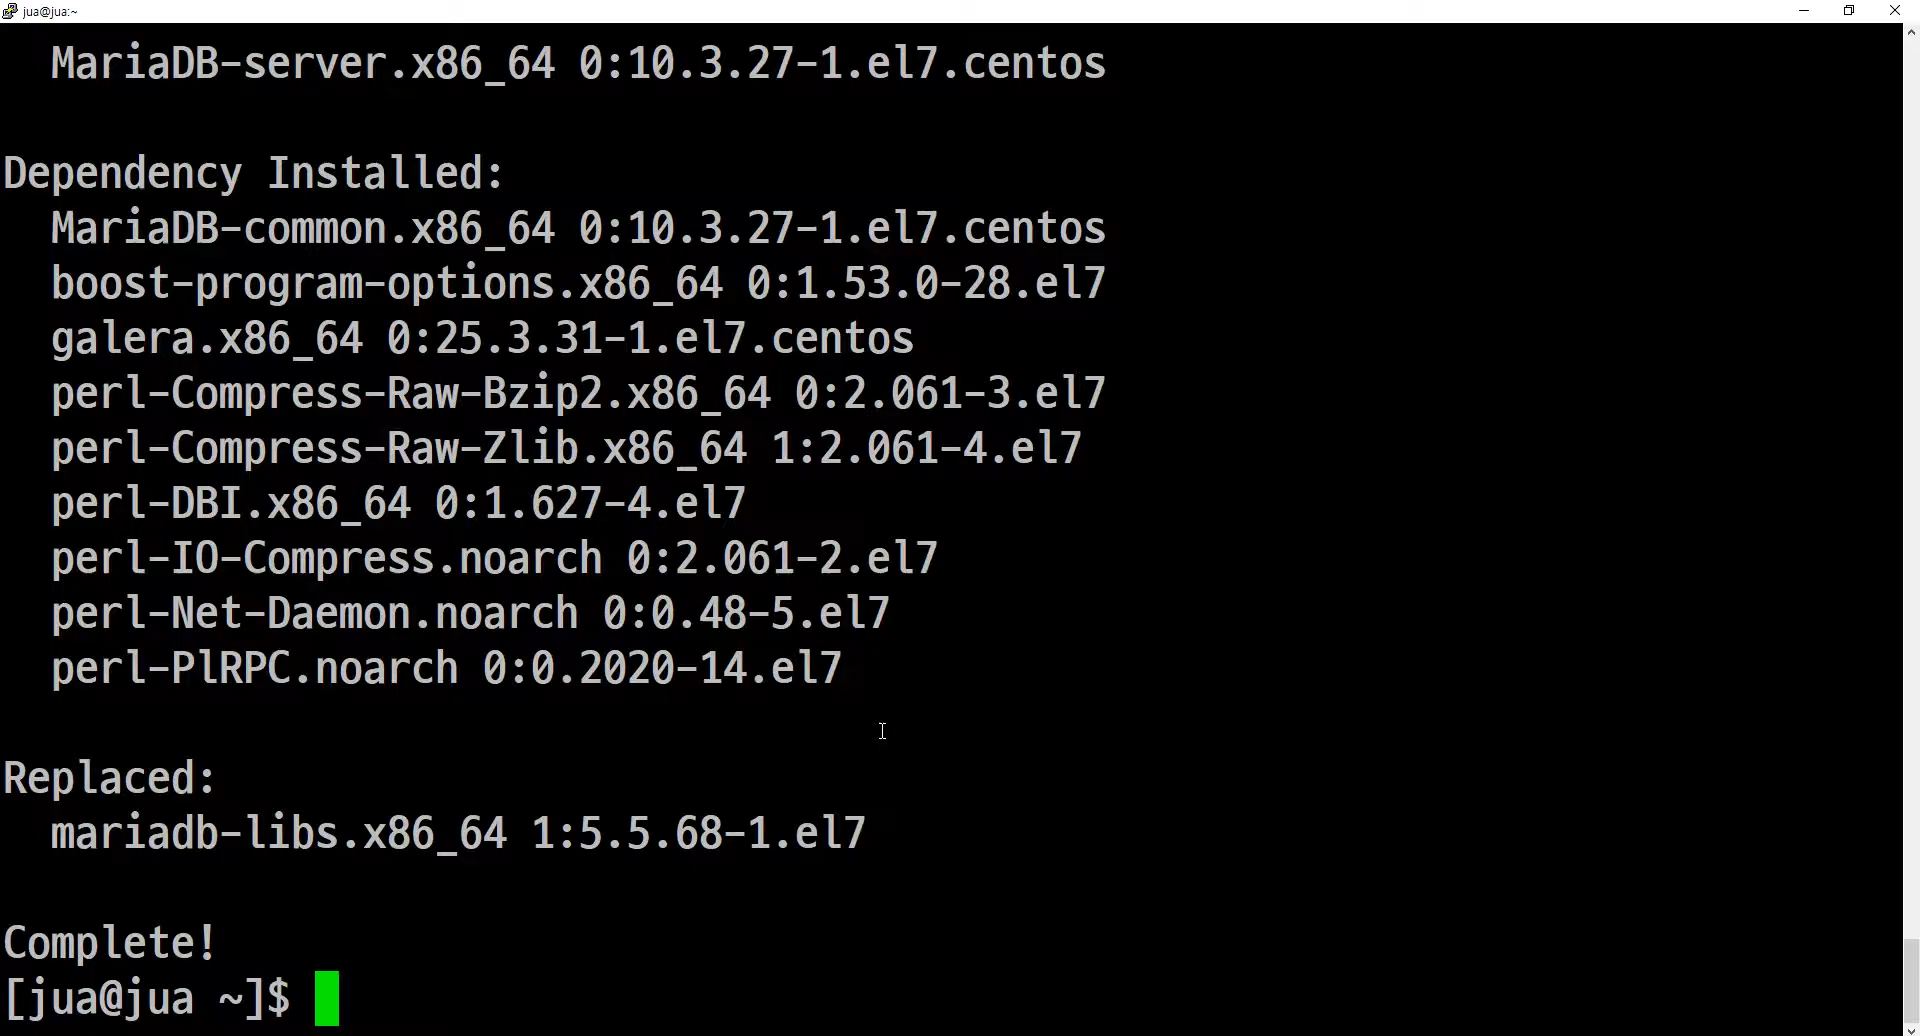 jua@jua:~
MariaDB-server.x86_64 0:10.3.27-1.el7.centos
Dependency Installed:
MariaDB-common.x86_64 0:10.3.27-1.el7.centos
boost-program-options.x86_64 0:1.53.0-28.el7
galera.x86_64 0:25.3.31-1.el7.centos
perl-Compress-Raw-Bzip2.x86_64 0:2.061-3.el7
perl-Compress-Raw-Zlib.x86_64 1:2.061-4.el7
perl-DBI.x86_64 0:1.627-4.el7
perl-IO-Compress.noarch 0:2.061-2.el7
perl-Net-Daemon.noarch 0:0.48-5.el7
perl-PlRPC.noarch 0:0.2020-14.el7
Replaced:
mariadb-libs.x86_64 1:5.5.68-1.el7
Complete!
[jua@jua ~]$